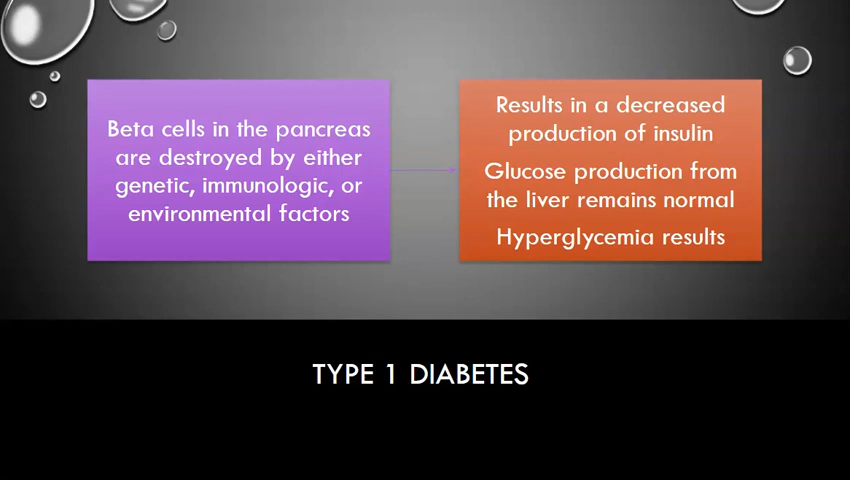 Beta cells in the pancreas
are destroyed by either
genetic, immunologic, or
environmental factors
Results in a decreased
production of insulin
Glucose production from
the liver remains normal
Hyperglycemia results
TYPE 1 DIABETES